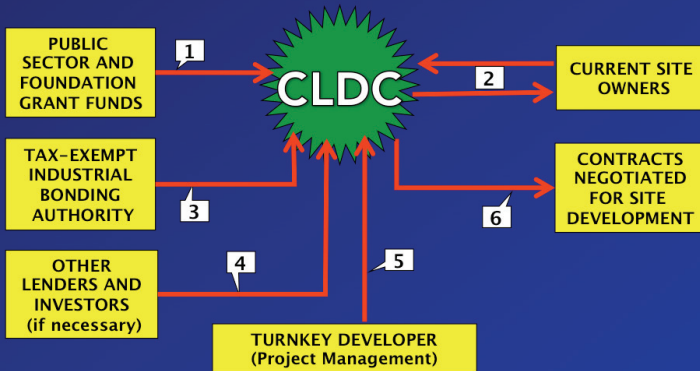 PUBLIC
SECTOR AND
FOUNDATION
GRANT FUNDS
1
CLDC
2
CURRENT SITE
OWNERS
TAX-EXEMPT
INDUSTRIAL
BONDING
AUTHORITY
3
CONTRACTS
NEGOTIATED
FOR SITE
DEVELOPMENT
6
OTHER
LENDERS AND
INVESTORS
(if necessary)
4
5
TURNKEY DEVELOPER
(Project Management)